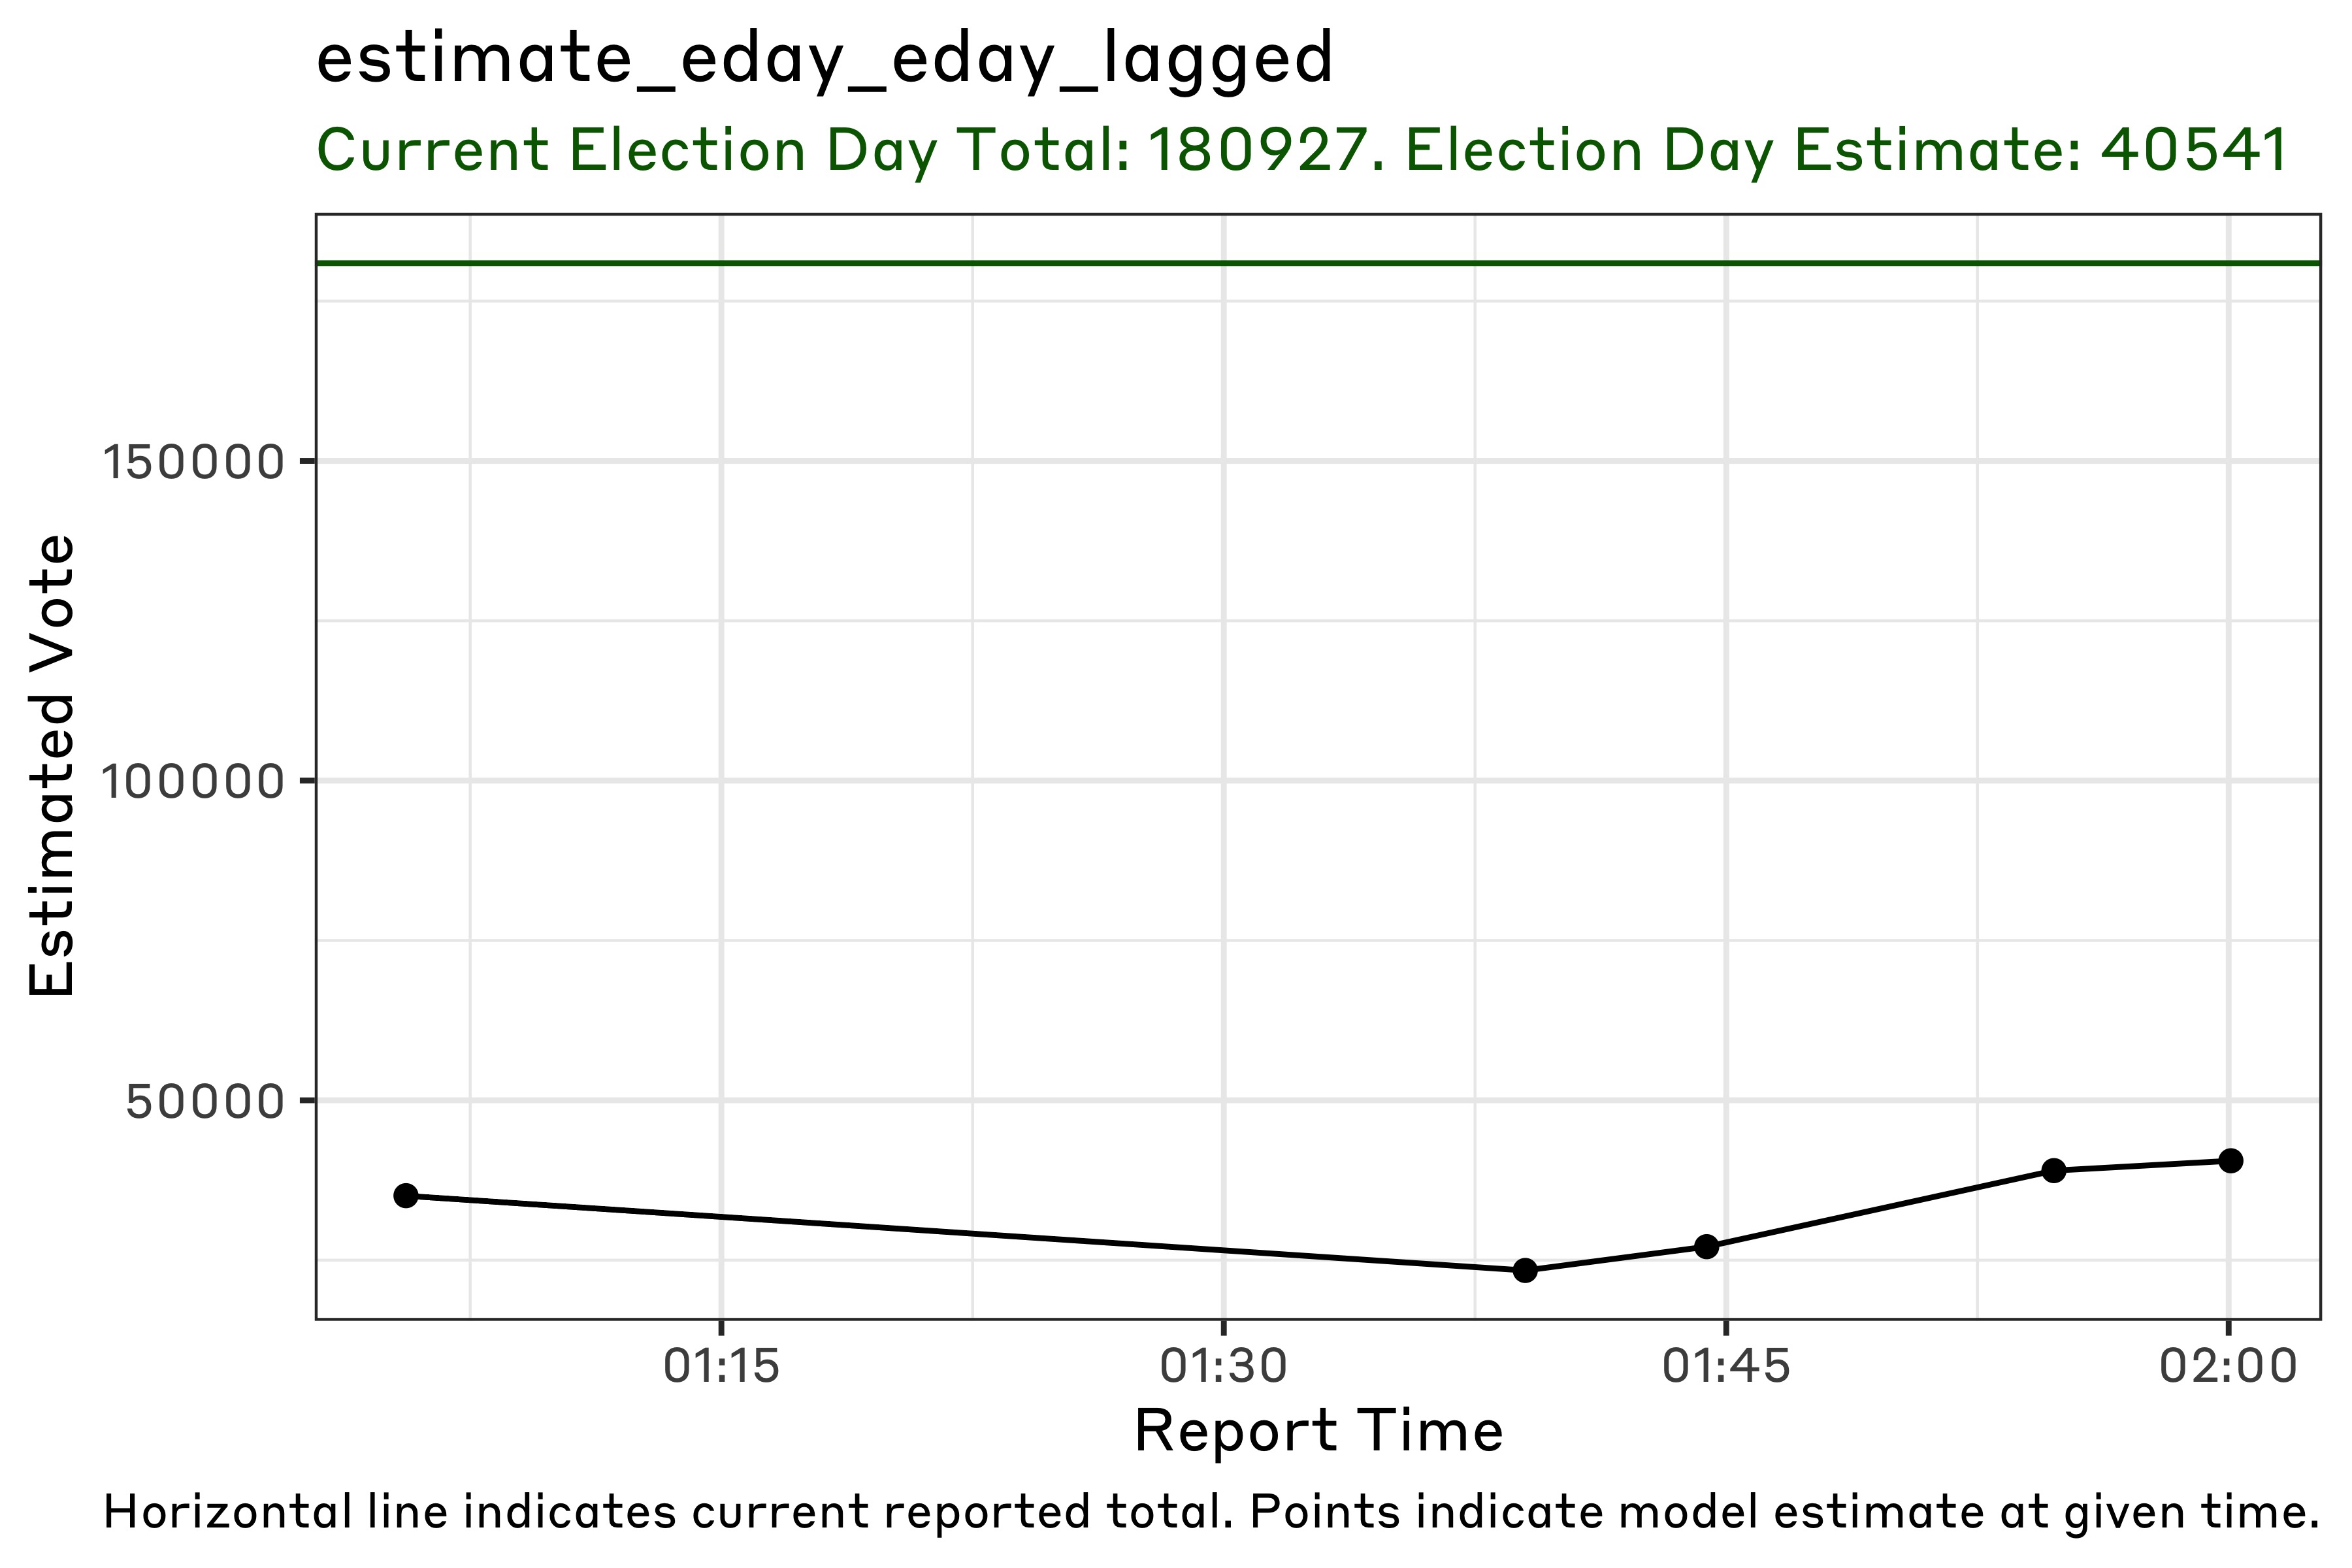 estimate_eday_eday_lagged
Current Election Day Total: 180927. Election Day Estimate: 40541
Estimated Vote
150000
100000
50000
01:15
01:30
01:45
02:00
Report Time
Horizontal line indicates current reported total. Points indicate model estimate at given time.